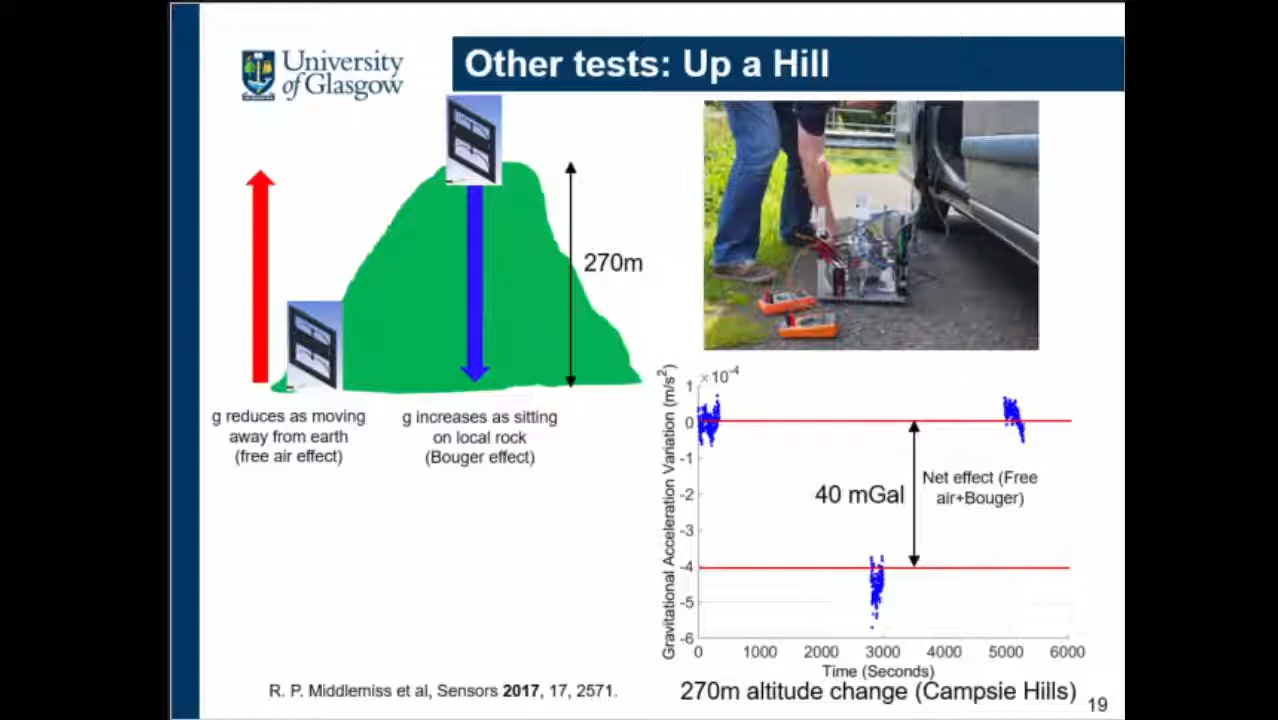 University
of Glasgow
Other tests: Up a Hill
270m
g reduces as moving
away from earth
(free air effect)
g increases as sitting
on local rock
(Bouger effect)
Gravitational Acceleration Variation (m/s²)
×10⁻⁴
1
0
-1
-2
-3
-4
-5
-6
40 mGal
Net effect (Free
air+Bouger)
0 1000 2000 3000 4000 5000 6000
Time (Seconds)
R. P. Middlemiss et al, Sensors 2017, 17, 2571.
270m altitude change (Campsie Hills)
19